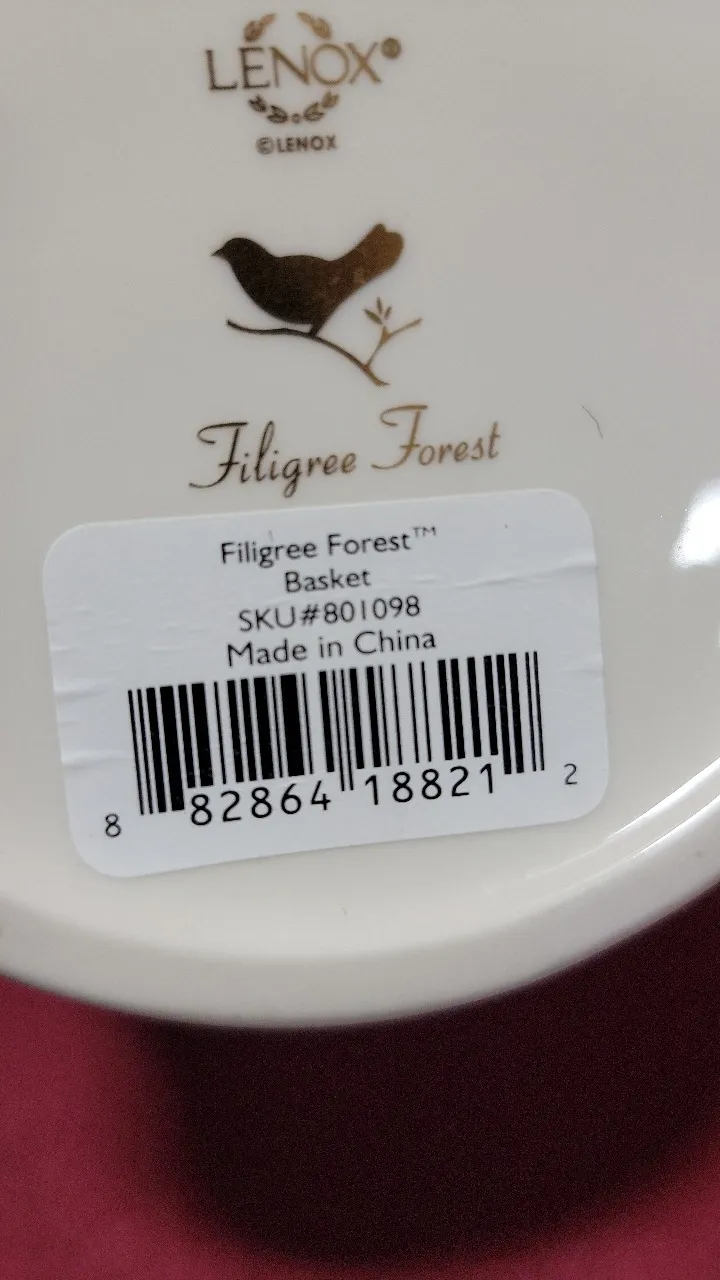 LENOX®
©LENOX
Filigree Forest
Filigree Forest™
Basket
SKU#801098
Made in China
8 82864 18821 2